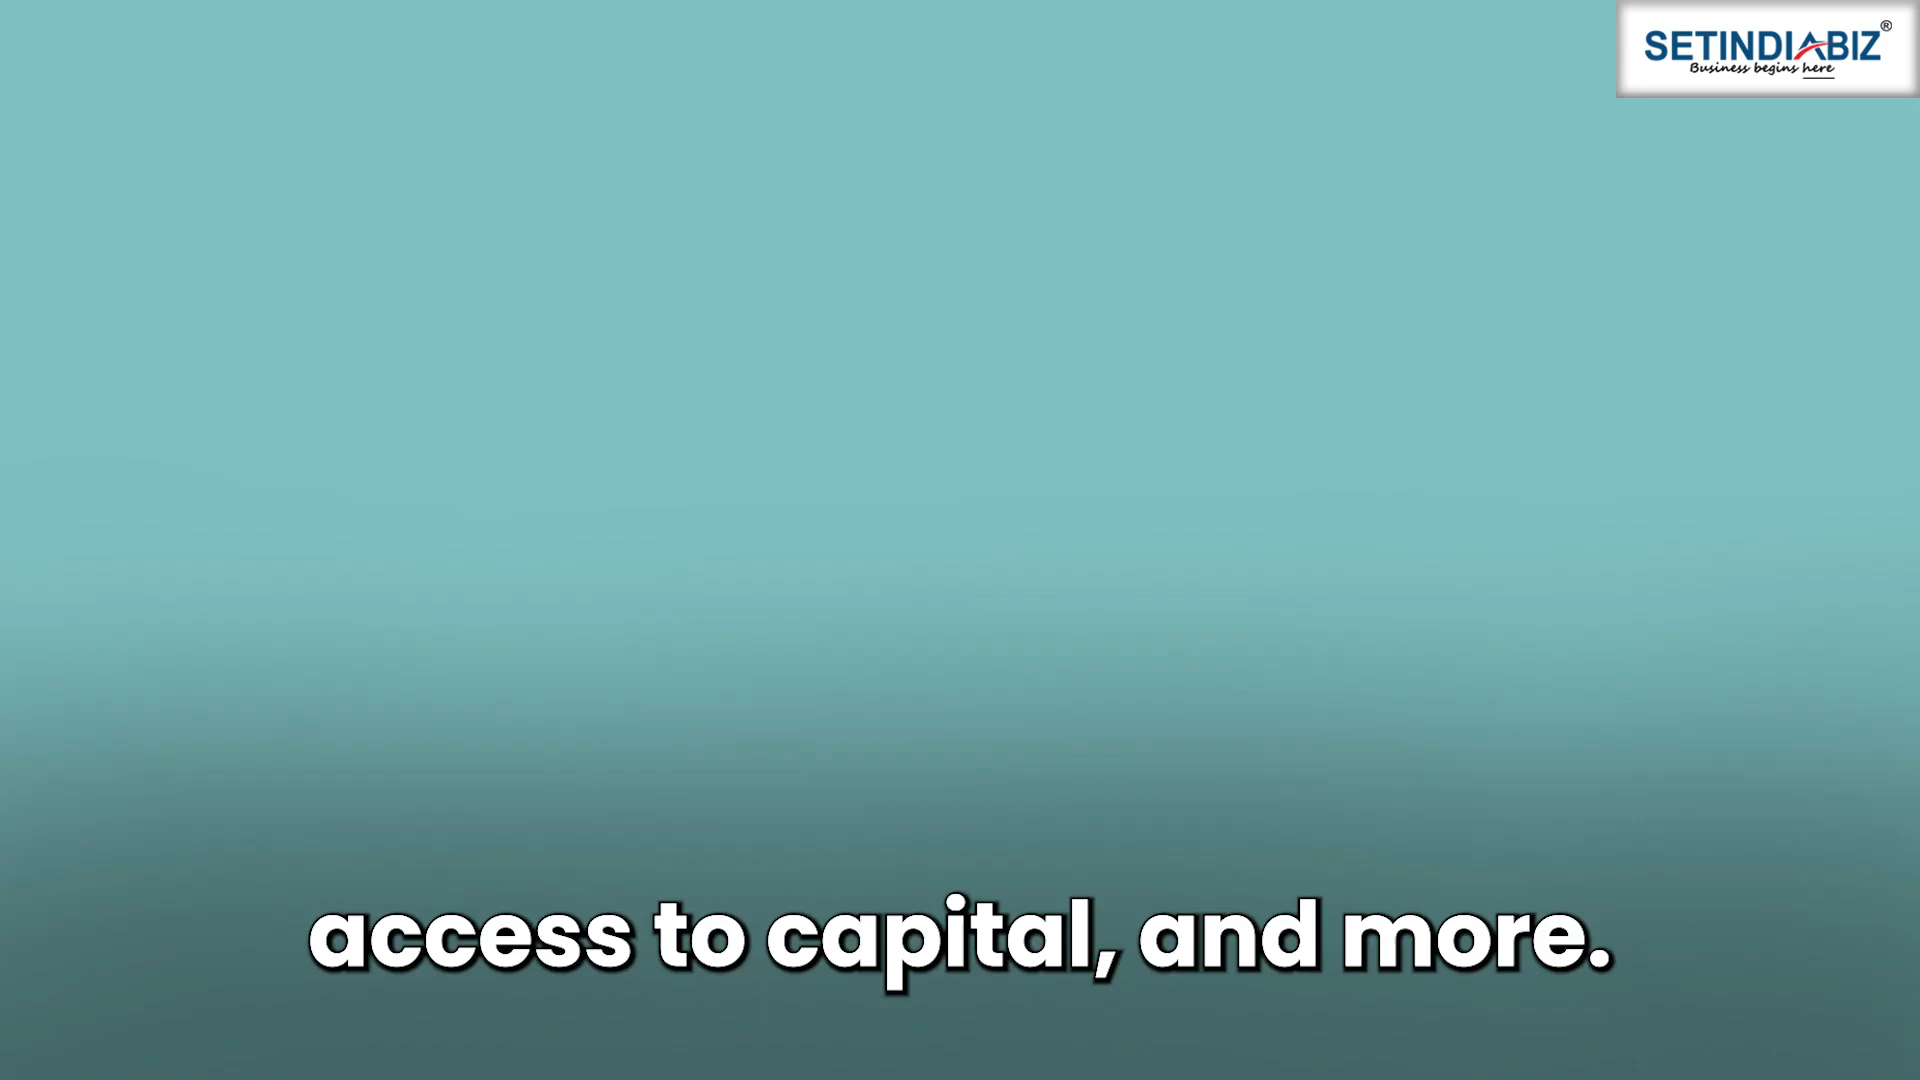 SETINDIABIZ®
Business begins here
access to capital, and more.